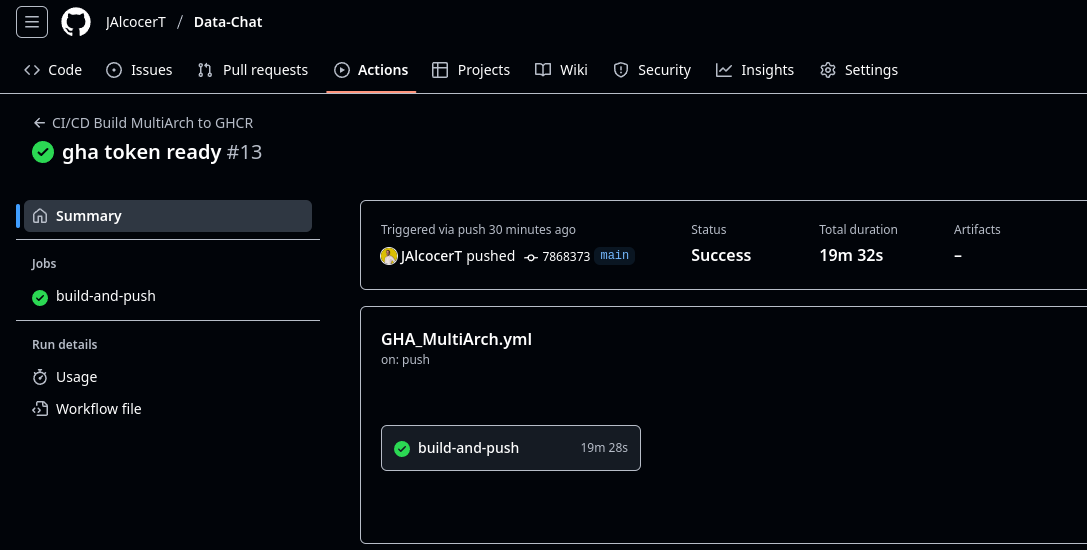 JAlcocerT / Data-Chat
Code Issues Pull requests Actions Projects Wiki Security Insights Settings
← CI/CD Build MultiArch to GHCR
gha token ready #13
Summary
Jobs
build-and-push
Run details
Usage
Workflow file
Triggered via push 30 minutes ago
JAlcocerT pushed 7868373 main
Status
Success
Total duration
19m 32s
Artifacts
–
GHA_MultiArch.yml
on: push
build-and-push 19m 28s